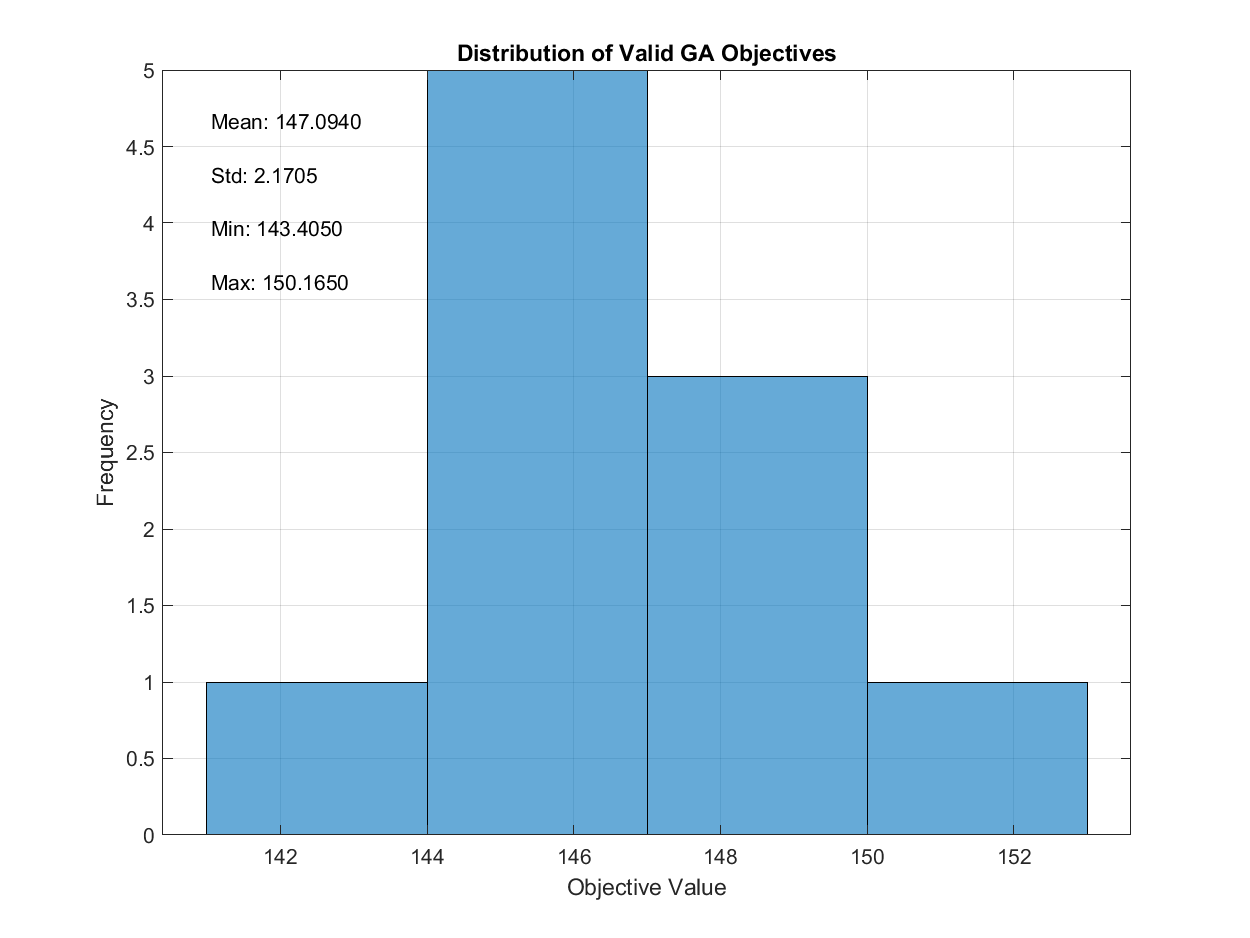 Distribution of Valid GA Objectives
5
4.5
4
3.5
3
2.5
2
1.5
1
0.5
0
Mean: 147.0940
Std: 2.1705
Min: 143.4050
Max: 150.1650
Frequency
142 144 146 148 150 152
Objective Value